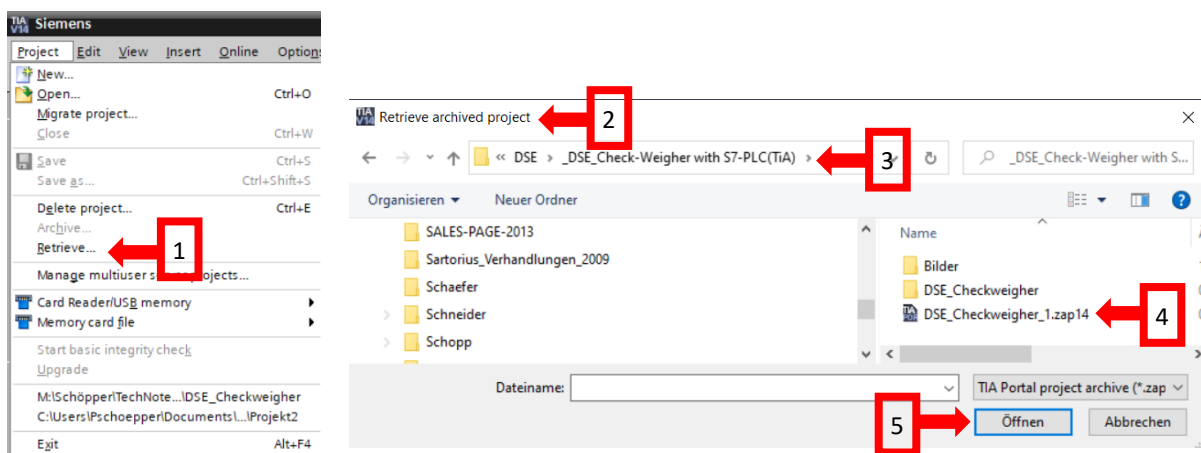 TIA V14 Siemens
Project Edit View Insert Online Option
New...
Open... Ctrl+O
Migrate project...
Close Ctrl+W
Save Ctrl+S
Save as... Ctrl+Shift+S
Delete project... Ctrl+E
Archive...
Retrieve...
1
Manage multiuser projects...
Card Reader/USB memory
Memory card file
Start basic integrity check
Upgrade
M:\Schöpper\TechNote...\DSE_Checkweigher
C:\Users\Pschoepper\Documents\...\Projekt2
Exit Alt+F4
TIA V14 Retrieve archived project
2
« DSE › _DSE_Check-Weigher with S7-PLC(TiA) ›
3
_DSE_Check-Weigher with S...
Organisieren Neuer Ordner
SALES-PAGE-2013
Sartorius_Verhandlungen_2009
Schaefer
Schneider
Schopp
Name
Bilder
DSE_Checkweigher
DSE_Checkweigher_1.zap14
4
Dateiname:
TIA Portal project archive (*.zap
5
Öffnen Abbrechen